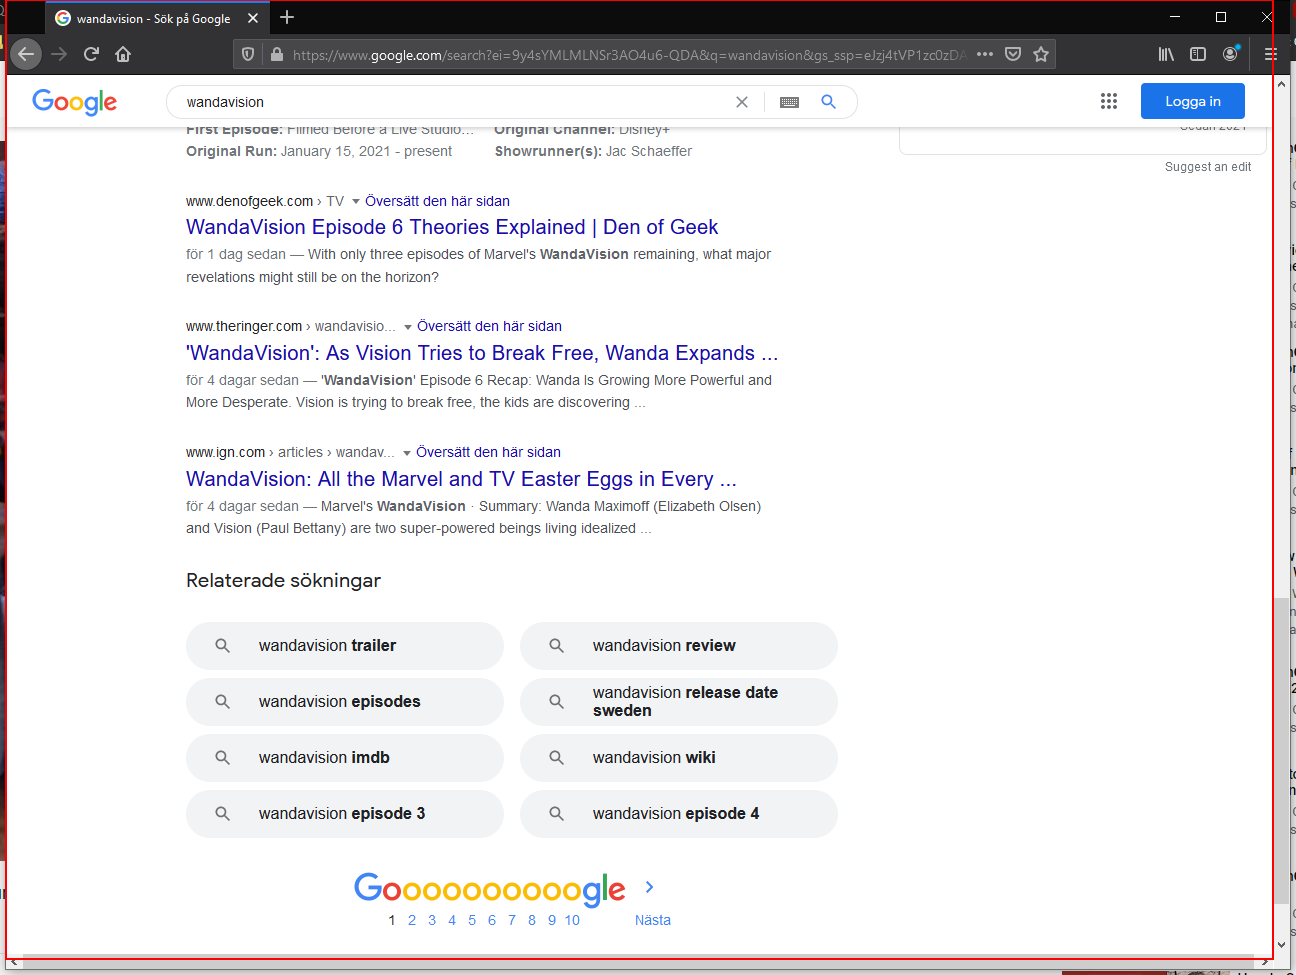 wandavision - Sök på Google
https://www.google.com/search?ei=9y4sYMLMLNSr3AO4u6-QDA&q=wandavision&gs_ssp=eJzj4tVP1zc0zDA
Google
wandavision
Logga in
First Episode: Filmed Before a Live Studio...
Original Channel: Disney+
Sedan 2021
Original Run: January 15, 2021 - present
Showrunner(s): Jac Schaeffer
Suggest an edit
www.denofgeek.com › TV Översätt den här sidan
WandaVision Episode 6 Theories Explained | Den of Geek
för 1 dag sedan — With only three episodes of Marvel's WandaVision remaining, what major
revelations might still be on the horizon?
www.theringer.com › wandavisio... Översätt den här sidan
'WandaVision': As Vision Tries to Break Free, Wanda Expands ...
för 4 dagar sedan — 'WandaVision' Episode 6 Recap: Wanda Is Growing More Powerful and
More Desperate. Vision is trying to break free, the kids are discovering ...
www.ign.com › articles › wandav... Översätt den här sidan
WandaVision: All the Marvel and TV Easter Eggs in Every ...
för 4 dagar sedan — Marvel's WandaVision · Summary: Wanda Maximoff (Elizabeth Olsen)
and Vision (Paul Bettany) are two super-powered beings living idealized ...
Relaterade sökningar
wandavision trailer
wandavision review
wandavision episodes
wandavision release date
sweden
wandavision imdb
wandavision wiki
wandavision episode 3
wandavision episode 4
Goooooooooogle
1 2 3 4 5 6 7 8 9 10 Nästa